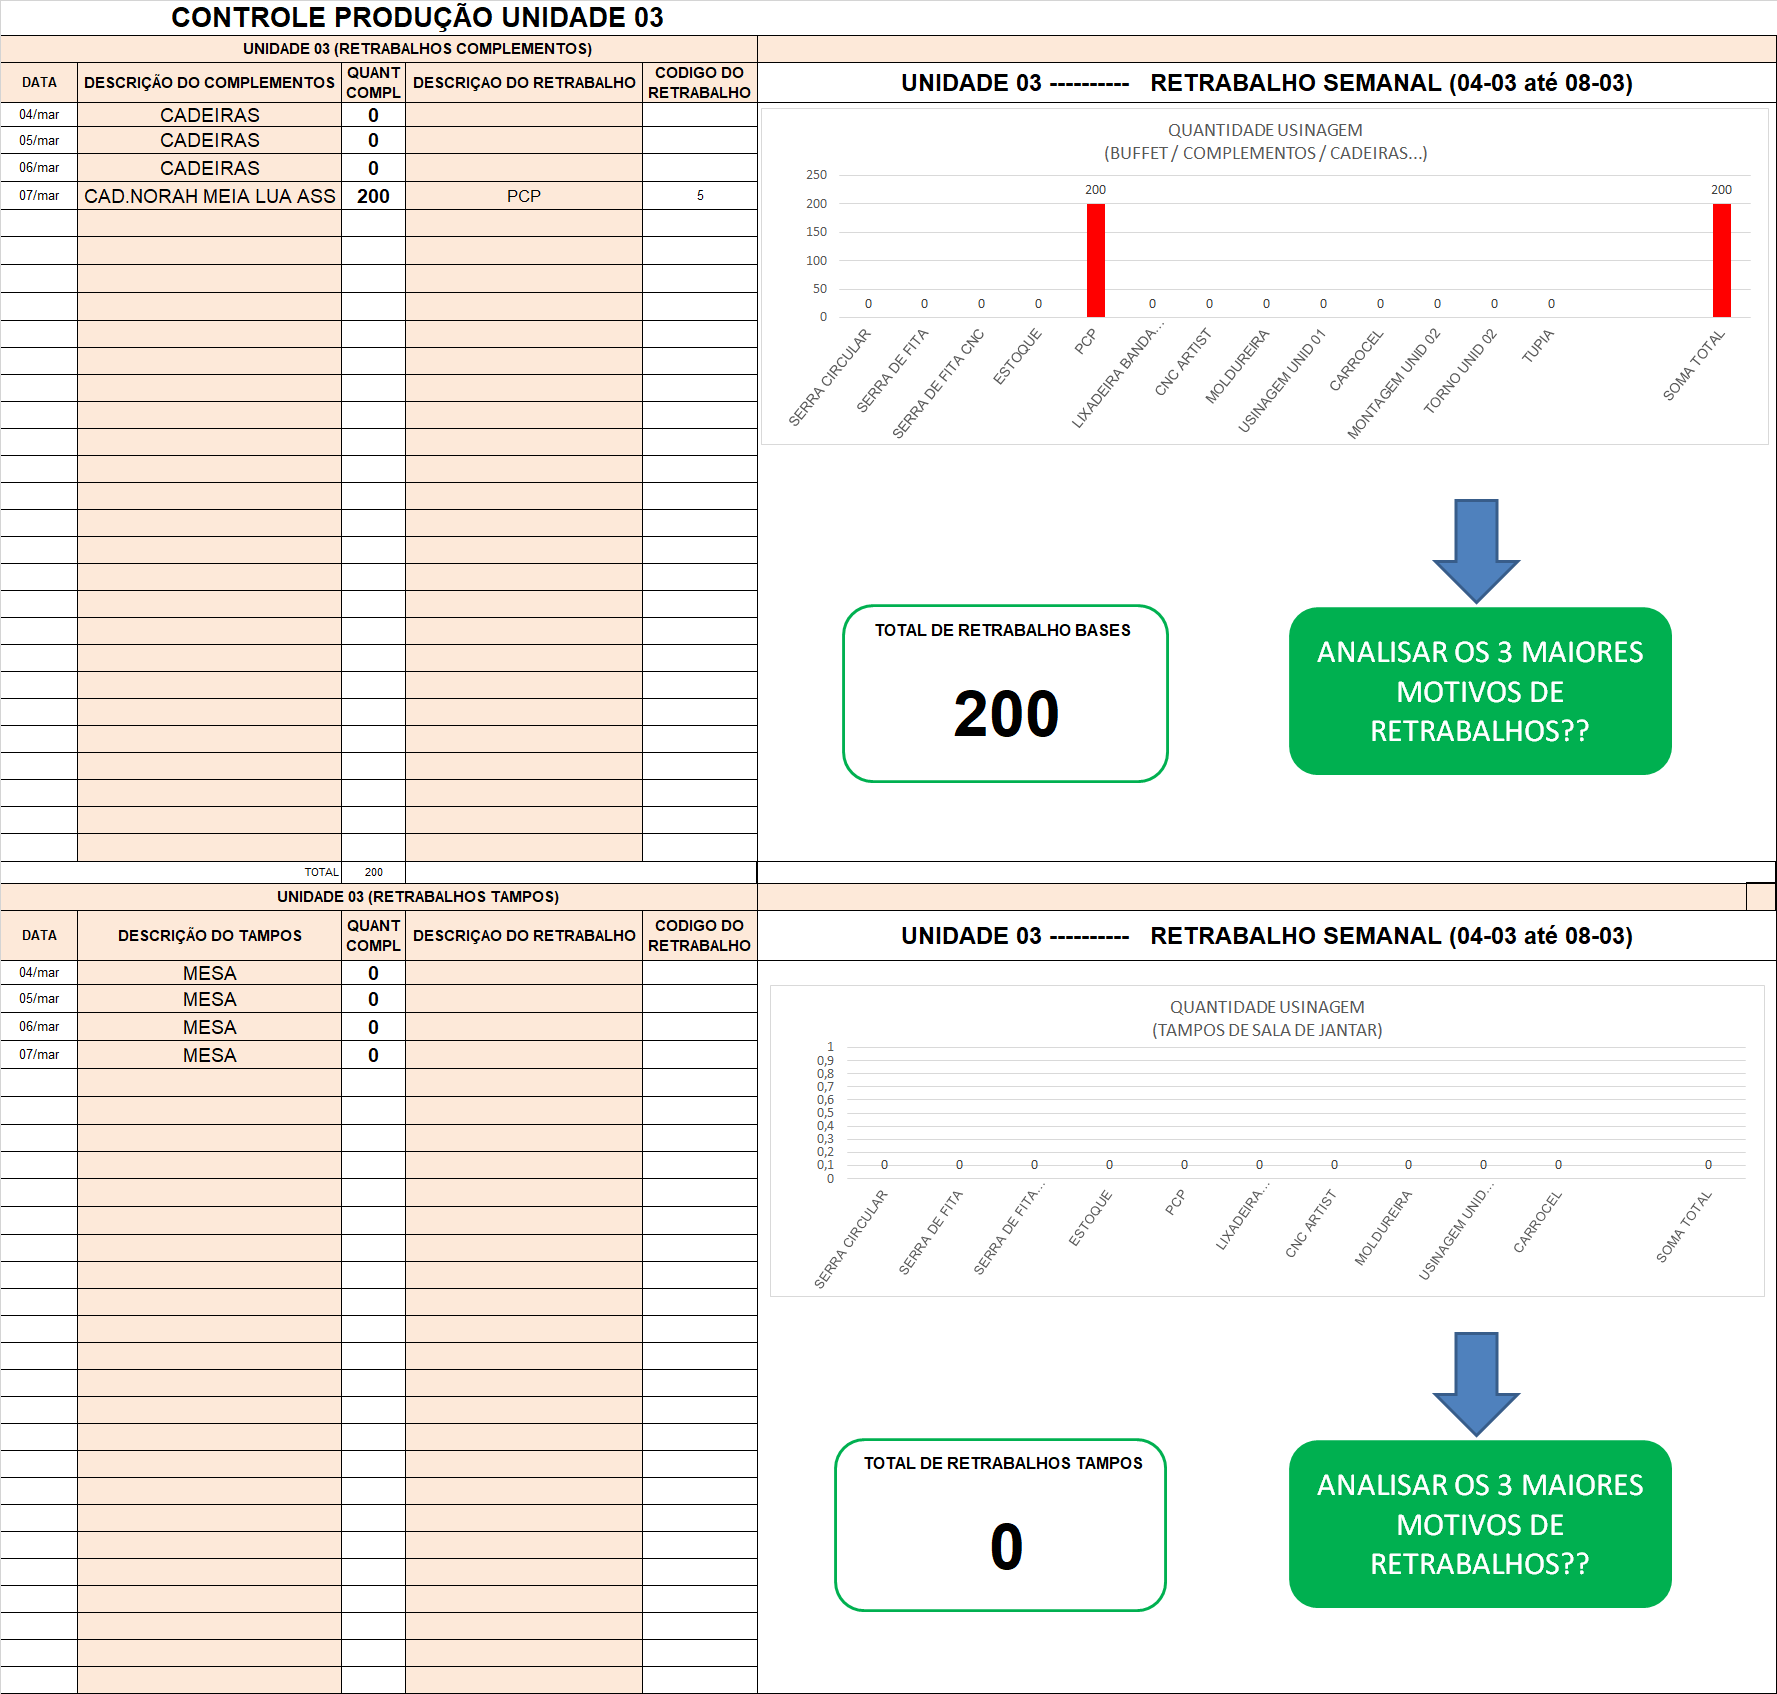 CONTROLE PRODUÇÃO UNIDADE 03
UNIDADE 03 (RETRABALHOS COMPLEMENTOS)
DATA
DESCRIÇÃO DO COMPLEMENTOS
QUANT COMPL
DESCRIÇAO DO RETRABALHO
CODIGO DO RETRABALHO
04/mar CADEIRAS 0
05/mar CADEIRAS 0
06/mar CADEIRAS 0
07/mar CAD.NORAH MEIA LUA ASS 200 PCP 5
TOTAL 200
UNIDADE 03 ---------- RETRABALHO SEMANAL (04-03 até 08-03)
QUANTIDADE USINAGEM
(BUFFET / COMPLEMENTOS / CADEIRAS...)
250
200
150
100
50
0
0 0 0 0 200 0 0 0 0 0 0 0 0 200
SERRA CIRCULAR
SERRA DE FITA
SERRA DE FITA CNC
ESTOQUE
PCP
LIXADEIRA BANDA...
CNC ARTIST
MOLDUREIRA
USINAGEM UNID 01
CARROCEL
MONTAGEM UNID 02
TORNO UNID 02
TUPIA
SOMA TOTAL
TOTAL DE RETRABALHO BASES
200
ANALISAR OS 3 MAIORES
MOTIVOS DE
RETRABALHOS??
UNIDADE 03 (RETRABALHOS TAMPOS)
DATA
DESCRIÇÃO DO TAMPOS
QUANT COMPL
DESCRIÇAO DO RETRABALHO
CODIGO DO RETRABALHO
04/mar MESA 0
05/mar MESA 0
06/mar MESA 0
07/mar MESA 0
UNIDADE 03 ---------- RETRABALHO SEMANAL (04-03 até 08-03)
QUANTIDADE USINAGEM
(TAMPOS DE SALA DE JANTAR)
1
0,9
0,8
0,7
0,6
0,5
0,4
0,3
0,2
0,1
0
0 0 0 0 0 0 0 0 0 0 0
SERRA CIRCULAR
SERRA DE FITA
SERRA DE FITA...
ESTOQUE
PCP
LIXADEIRA...
CNC ARTIST
MOLDUREIRA
USINAGEM UNID...
CARROCEL
SOMA TOTAL
TOTAL DE RETRABALHOS TAMPOS
0
ANALISAR OS 3 MAIORES
MOTIVOS DE
RETRABALHOS??